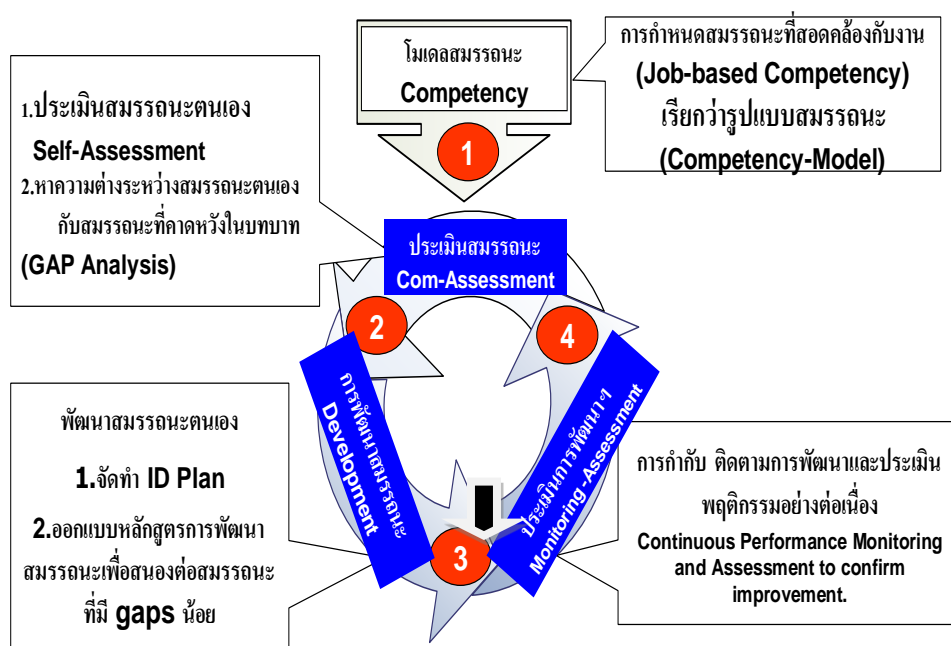 โมเดลสมรรถนะ
Competency
1
การกำหนดสมรรถนะที่สอดคล้องกับงาน
(Job-based Competency)
เรียกว่ารูปแบบสมรรถนะ
(Competency-Model)
1.ประเมินสมรรถนะตนเอง
Self-Assessment
2.หาความต่างระหว่างสมรรถนะตนเอง
กับสมรรถนะที่คาดหวังในบทบาท
(GAP Analysis)
ประเมินสมรรถนะ
Com-Assessment
2
4
การพัฒนาสมรรถนะ
Development
ประเมินการพัฒนาฯ
Monitoring -Assessment
3
พัฒนาสมรรถนะตนเอง
1.จัดทำ ID Plan
2.ออกแบบหลักสูตรการพัฒนา
สมรรถนะเพื่อสนองต่อสมรรถนะ
ที่มี gaps น้อย
การกำกับ ติดตามการพัฒนาและประเมิน
พฤติกรรมอย่างต่อเนื่อง
Continuous Performance Monitoring
and Assessment to confirm
improvement.